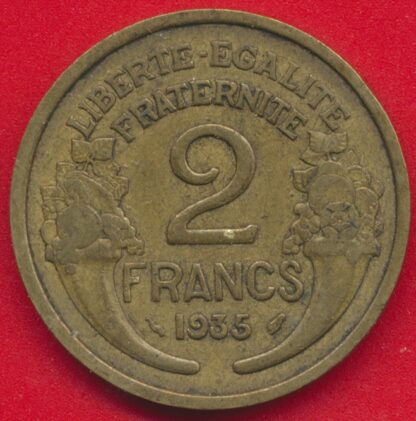 LIBERTE-EGALITE
FRATERNITE
2
FRANCS
1935